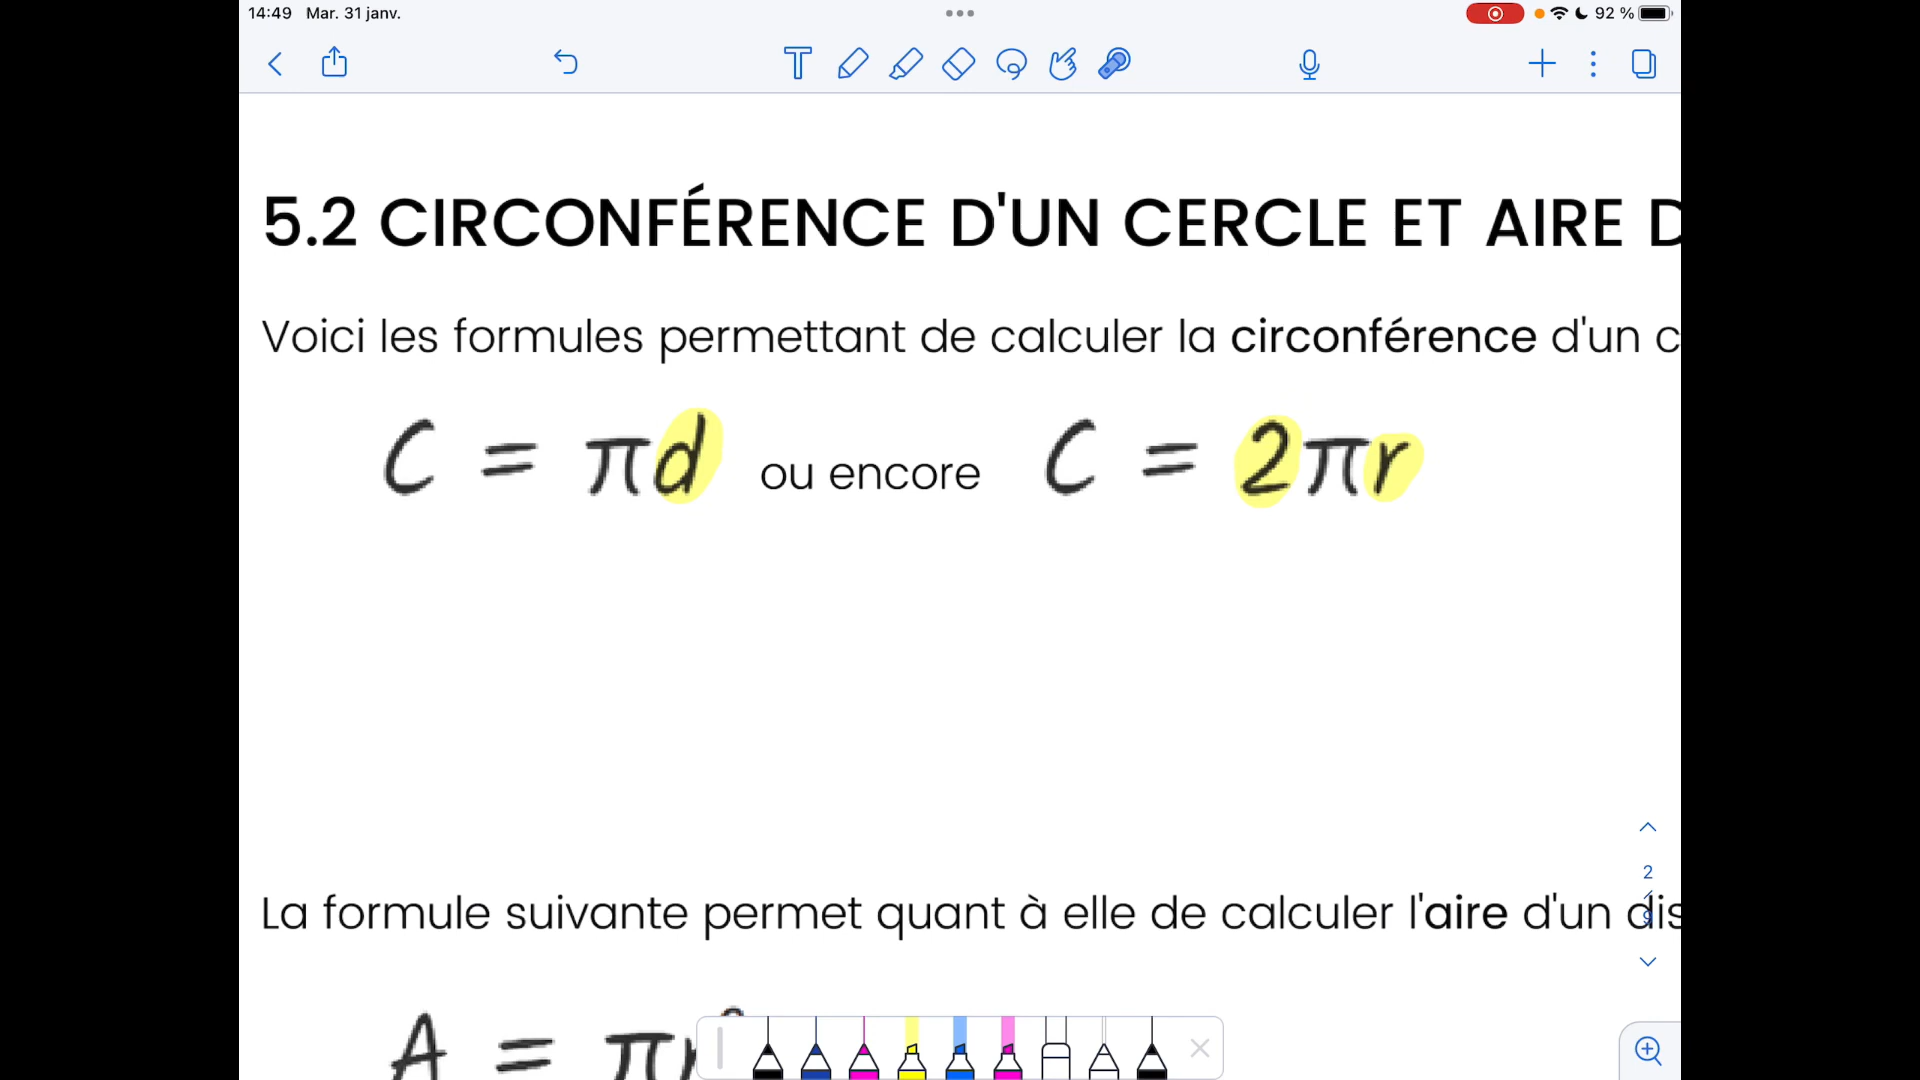 14:49 Mar. 31 janv. 92 %
T
5.2 CIRCONFÉRENCE D'UN CERCLE ET AIRE D
Voici les formules permettant de calculer la circonférence d'un c
C = πd ou encore C = 2πr
2
9
La formule suivante permet quant à elle de calculer l'aire d'un dis
A = π